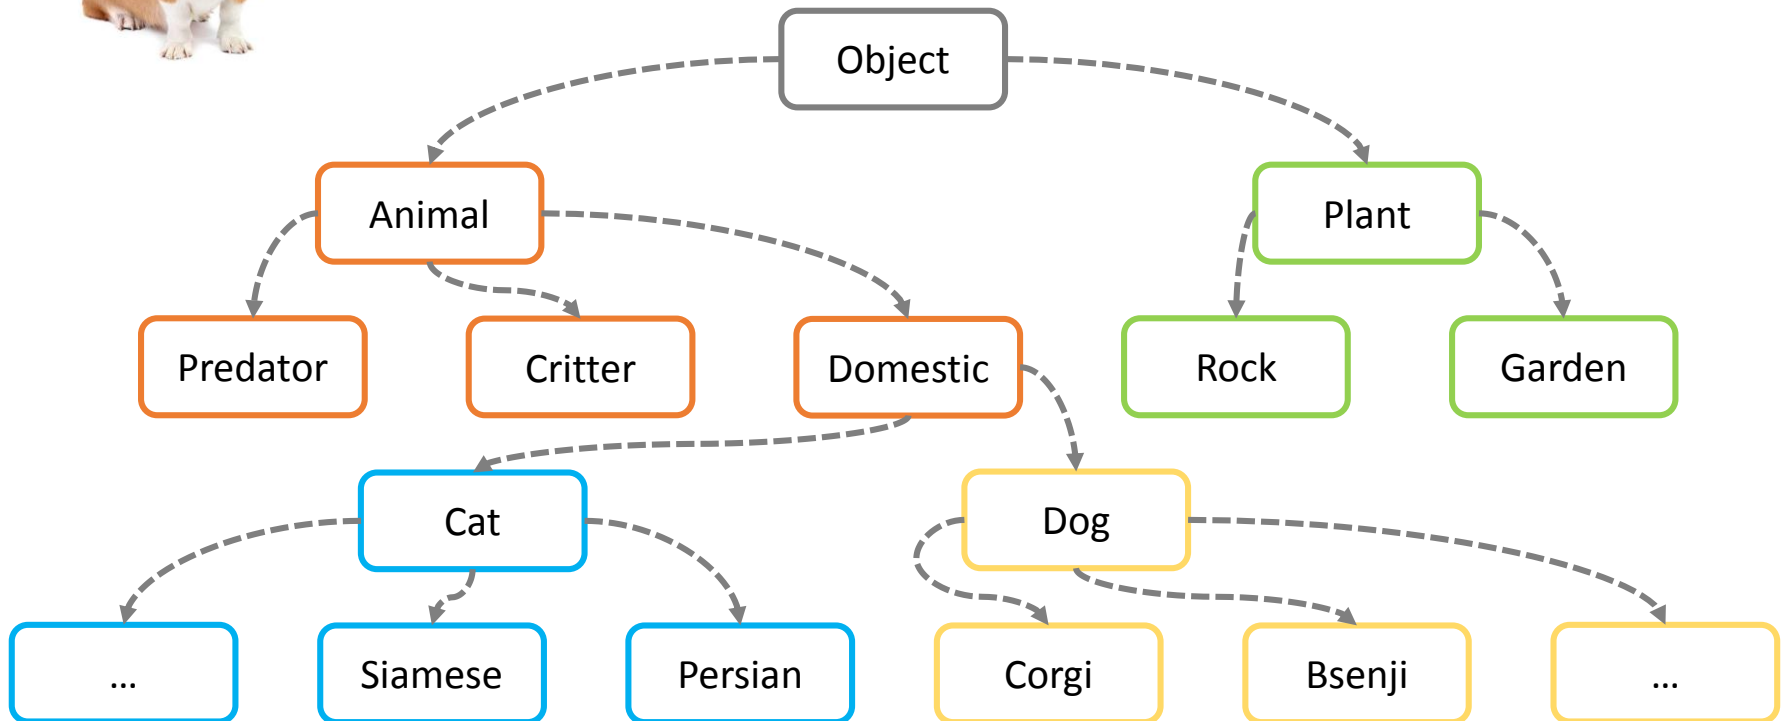 Object
Animal
Plant
Predator
Critter
Domestic
Rock
Garden
Cat
Dog
...
Siamese
Persian
Corgi
Bsenji
...